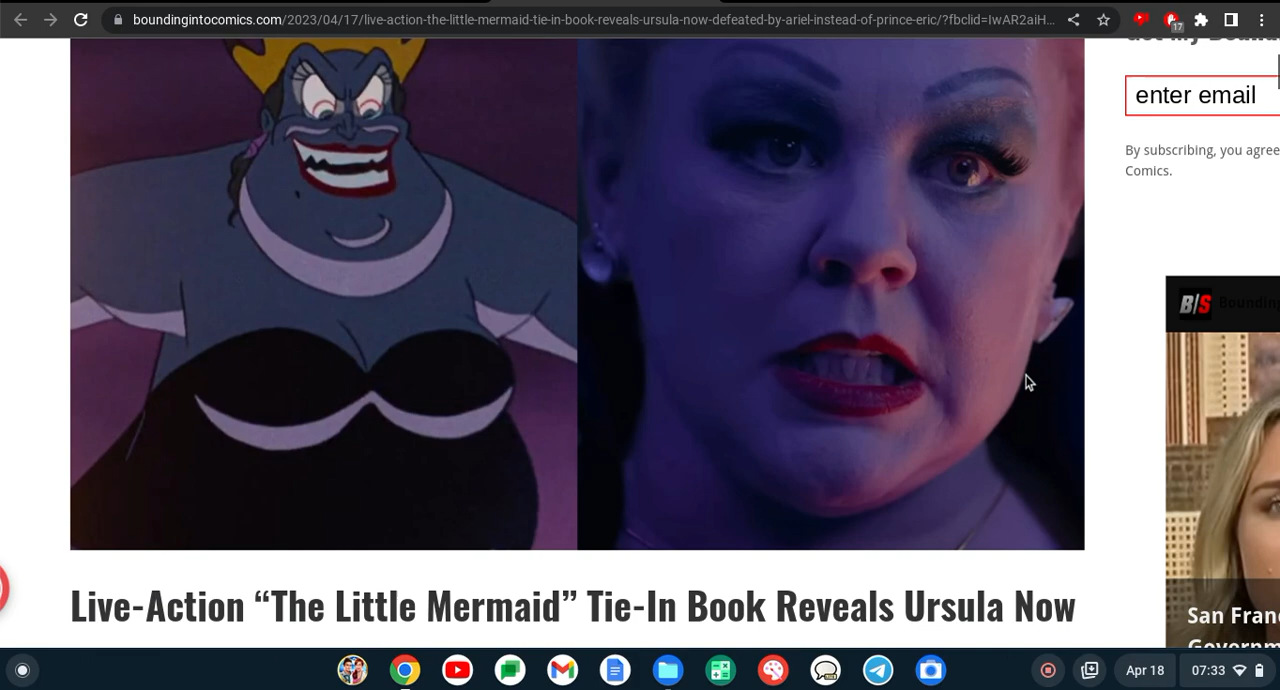 boundingintocomics.com/2023/04/17/live-action-the-little-mermaid-tie-in-book-reveals-ursula-now-defeated-by-ariel-instead-of-prince-eric/?fbclid=IwAR2aiH...
17
enter email
By subscribing, you agree
Comics.
B/S
Live-Action “The Little Mermaid” Tie-In Book Reveals Ursula Now
San Fran
Apr 18
07:33